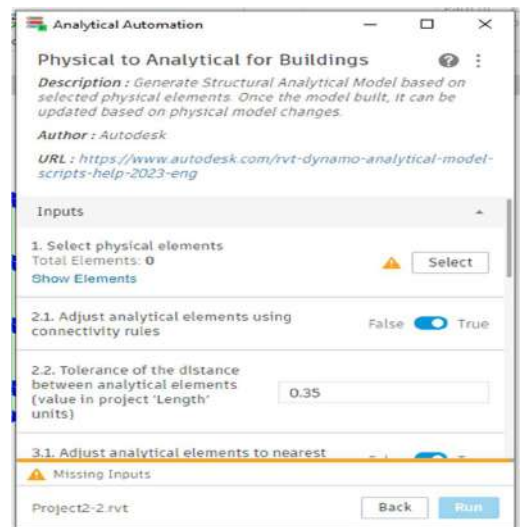 Analytical Automation
Physical to Analytical for Buildings
Description : Generate Structural Analytical Model based on
selected physical elements. Once the model built, it can be
updated based on physical model changes.
Author : Autodesk
URL : https://www.autodesk.com/rvt-dynamo-analytical-model-
scripts-help-2023-eng
Inputs
1. Select physical elements
Total Elements: 0
Select
Show Elements
2.1. Adjust analytical elements using
connectivity rules
False True
2.2. Tolerance of the distance
between analytical elements
(value in project 'Length'
units)
0.35
3.1. Adjust analytical elements to nearest
Missing Inputs
Project2-2.rvt
Back
Run